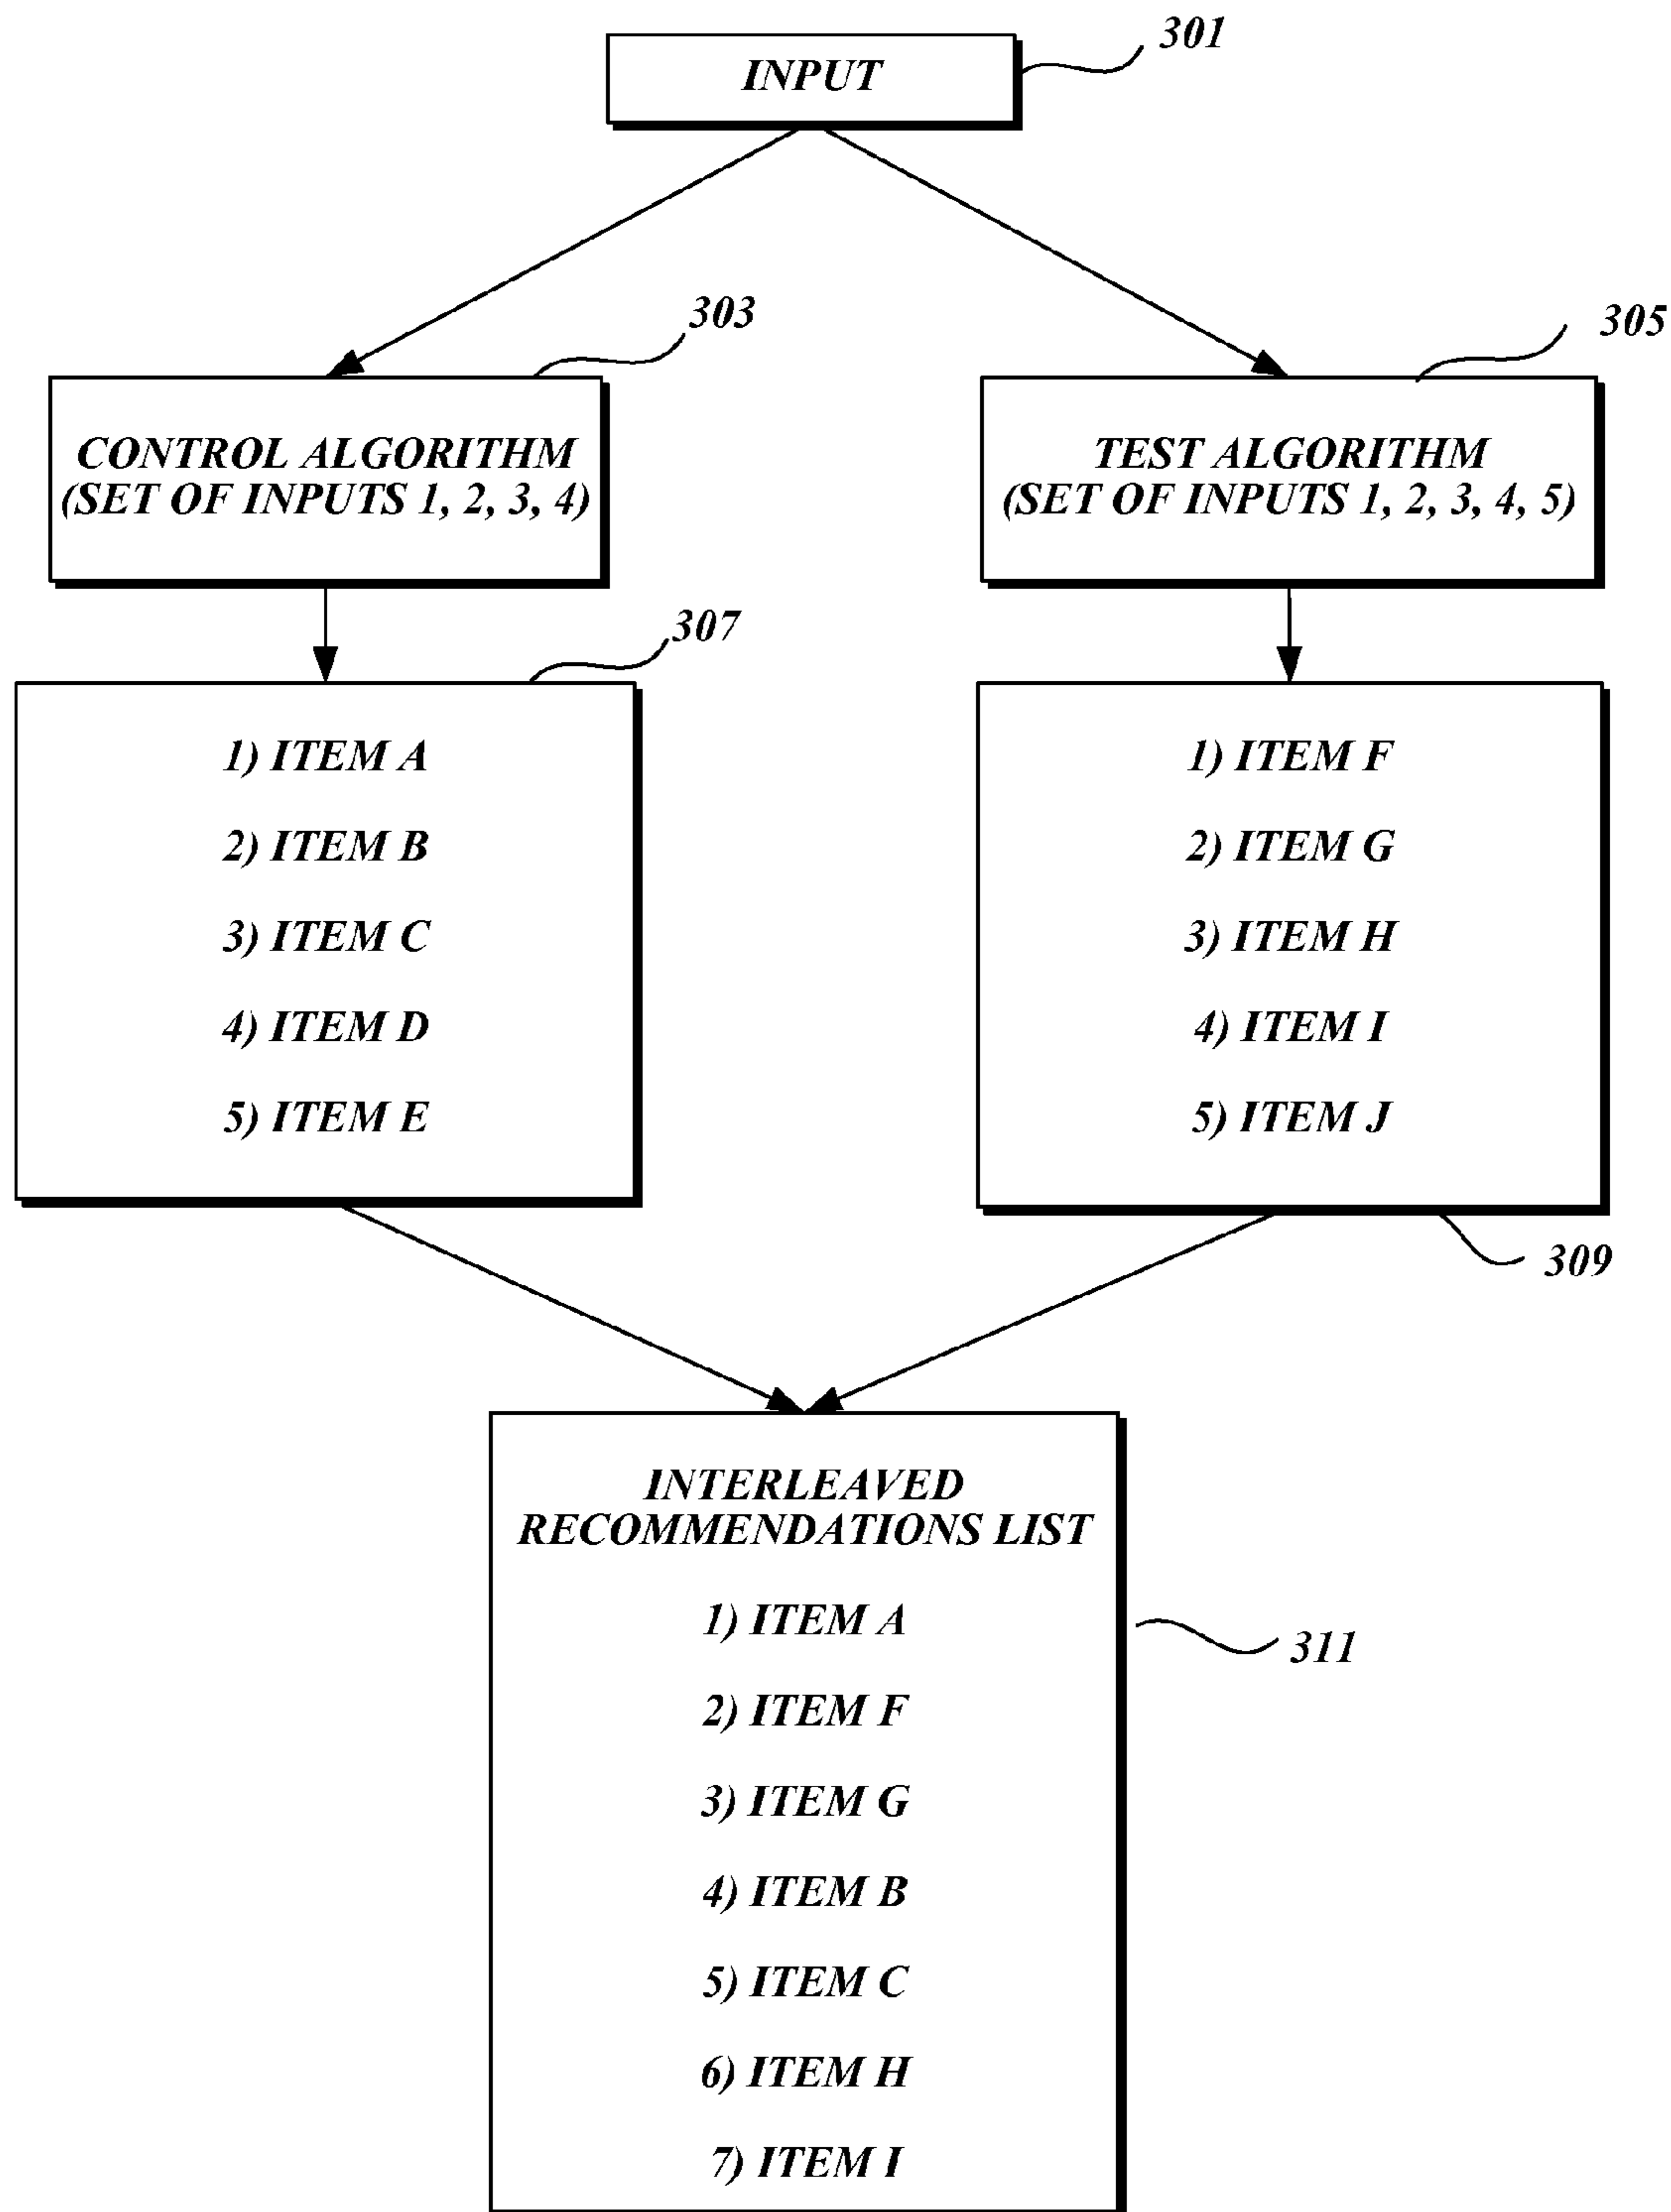 301
INPUT
303
305
CONTROL ALGORITHM
(SET OF INPUTS 1, 2, 3, 4)
TEST ALGORITHM
(SET OF INPUTS 1, 2, 3, 4, 5)
307
1) ITEM A
2) ITEM B
3) ITEM C
4) ITEM D
5) ITEM E
1) ITEM F
2) ITEM G
3) ITEM H
4) ITEM I
5) ITEM J
309
INTERLEAVED
RECOMMENDATIONS LIST
1) ITEM A
2) ITEM F
3) ITEM G
4) ITEM B
5) ITEM C
6) ITEM H
7) ITEM I
311